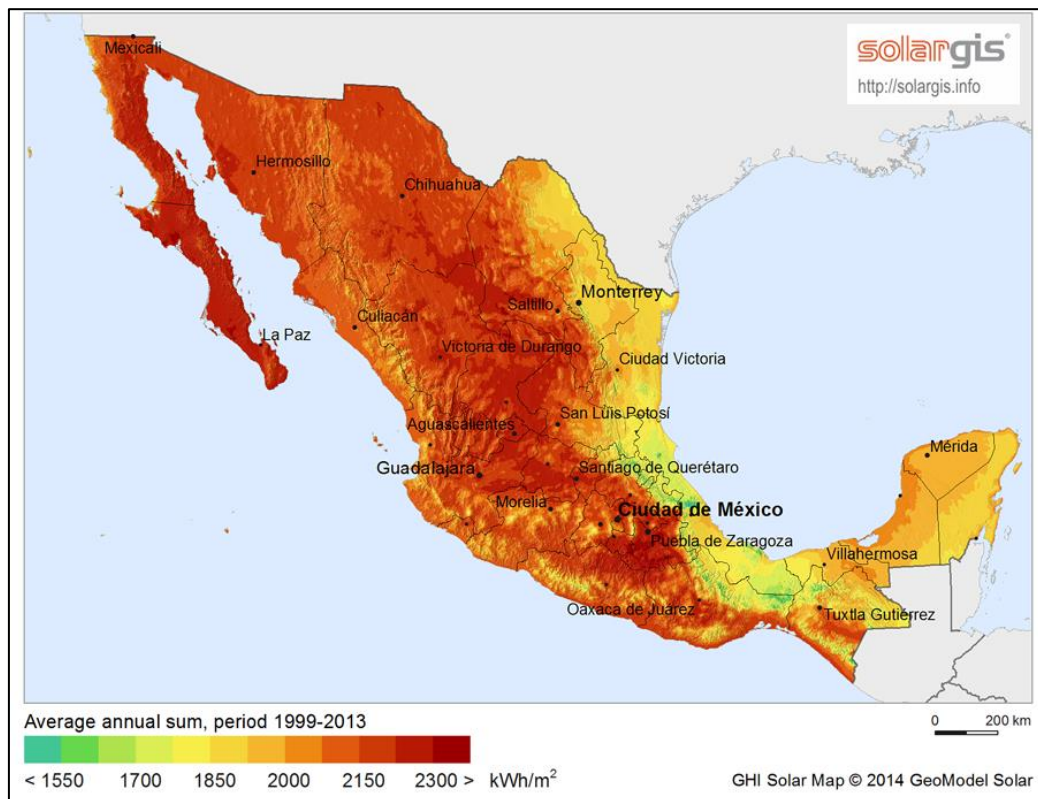 solargis
http://solargis.info
Mexicali
Hermosillo
Chihuahua
Monterrey
Saltillo
Culiacán
La Paz
Victoria de Durango
Ciudad Victoria
San Luis Potosí
Aguascalientes
Mérida
Guadalajara
Santiago de Querétaro
Morelia
Ciudad de México
Puebla de Zaragoza
Villahermosa
Oaxaca de Juárez
Tuxtla Gutiérrez
Average annual sum, period 1999-2013
0 200 km
< 1550 1700 1850 2000 2150 2300 > kWh/m²
GHI Solar Map © 2014 GeoModel Solar